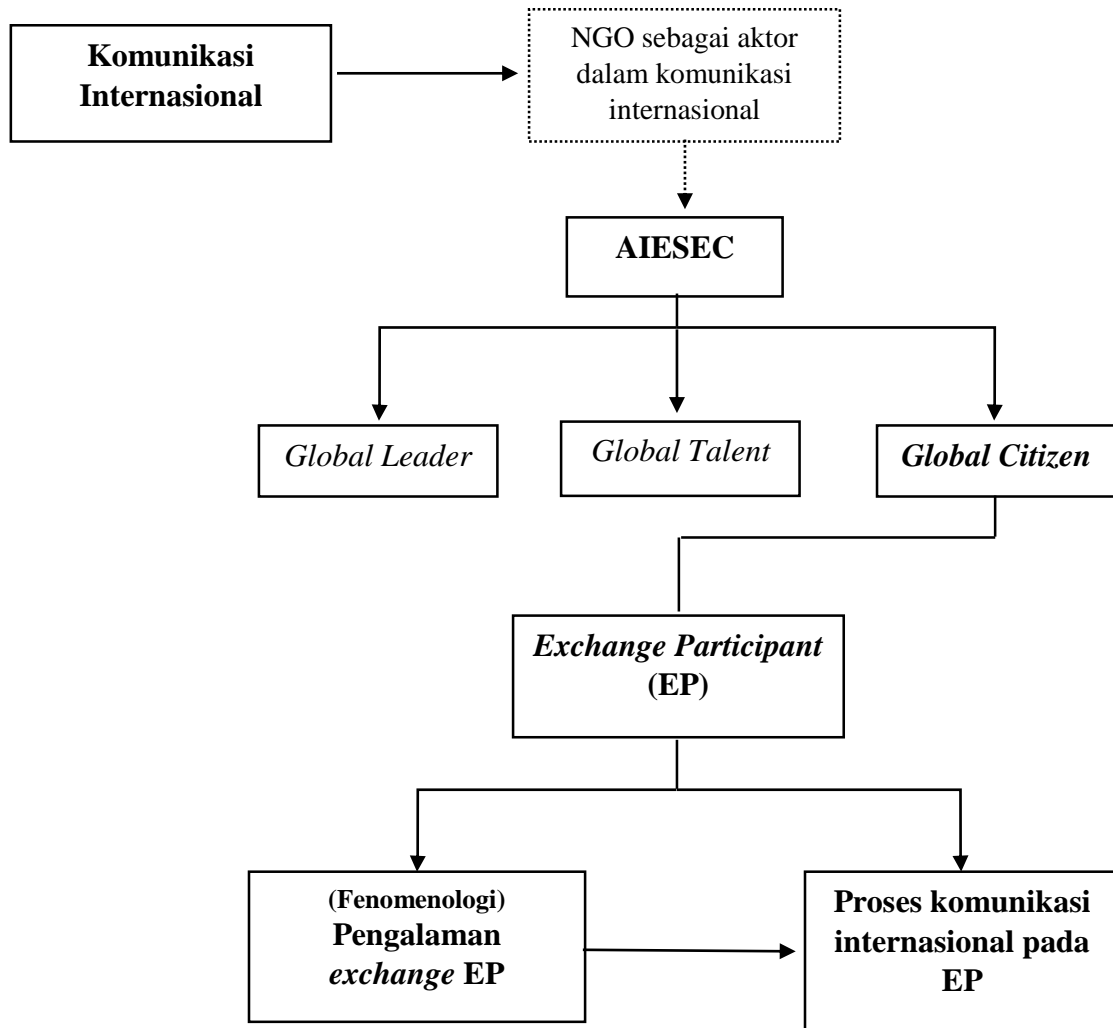 Komunikasi
Internasional
NGO sebagai aktor
dalam komunikasi
internasional
AIESEC
Global Leader
Global Talent
Global Citizen
Exchange Participant
(EP)
(Fenomenologi)
Pengalaman
exchange EP
Proses komunikasi
internasional pada
EP